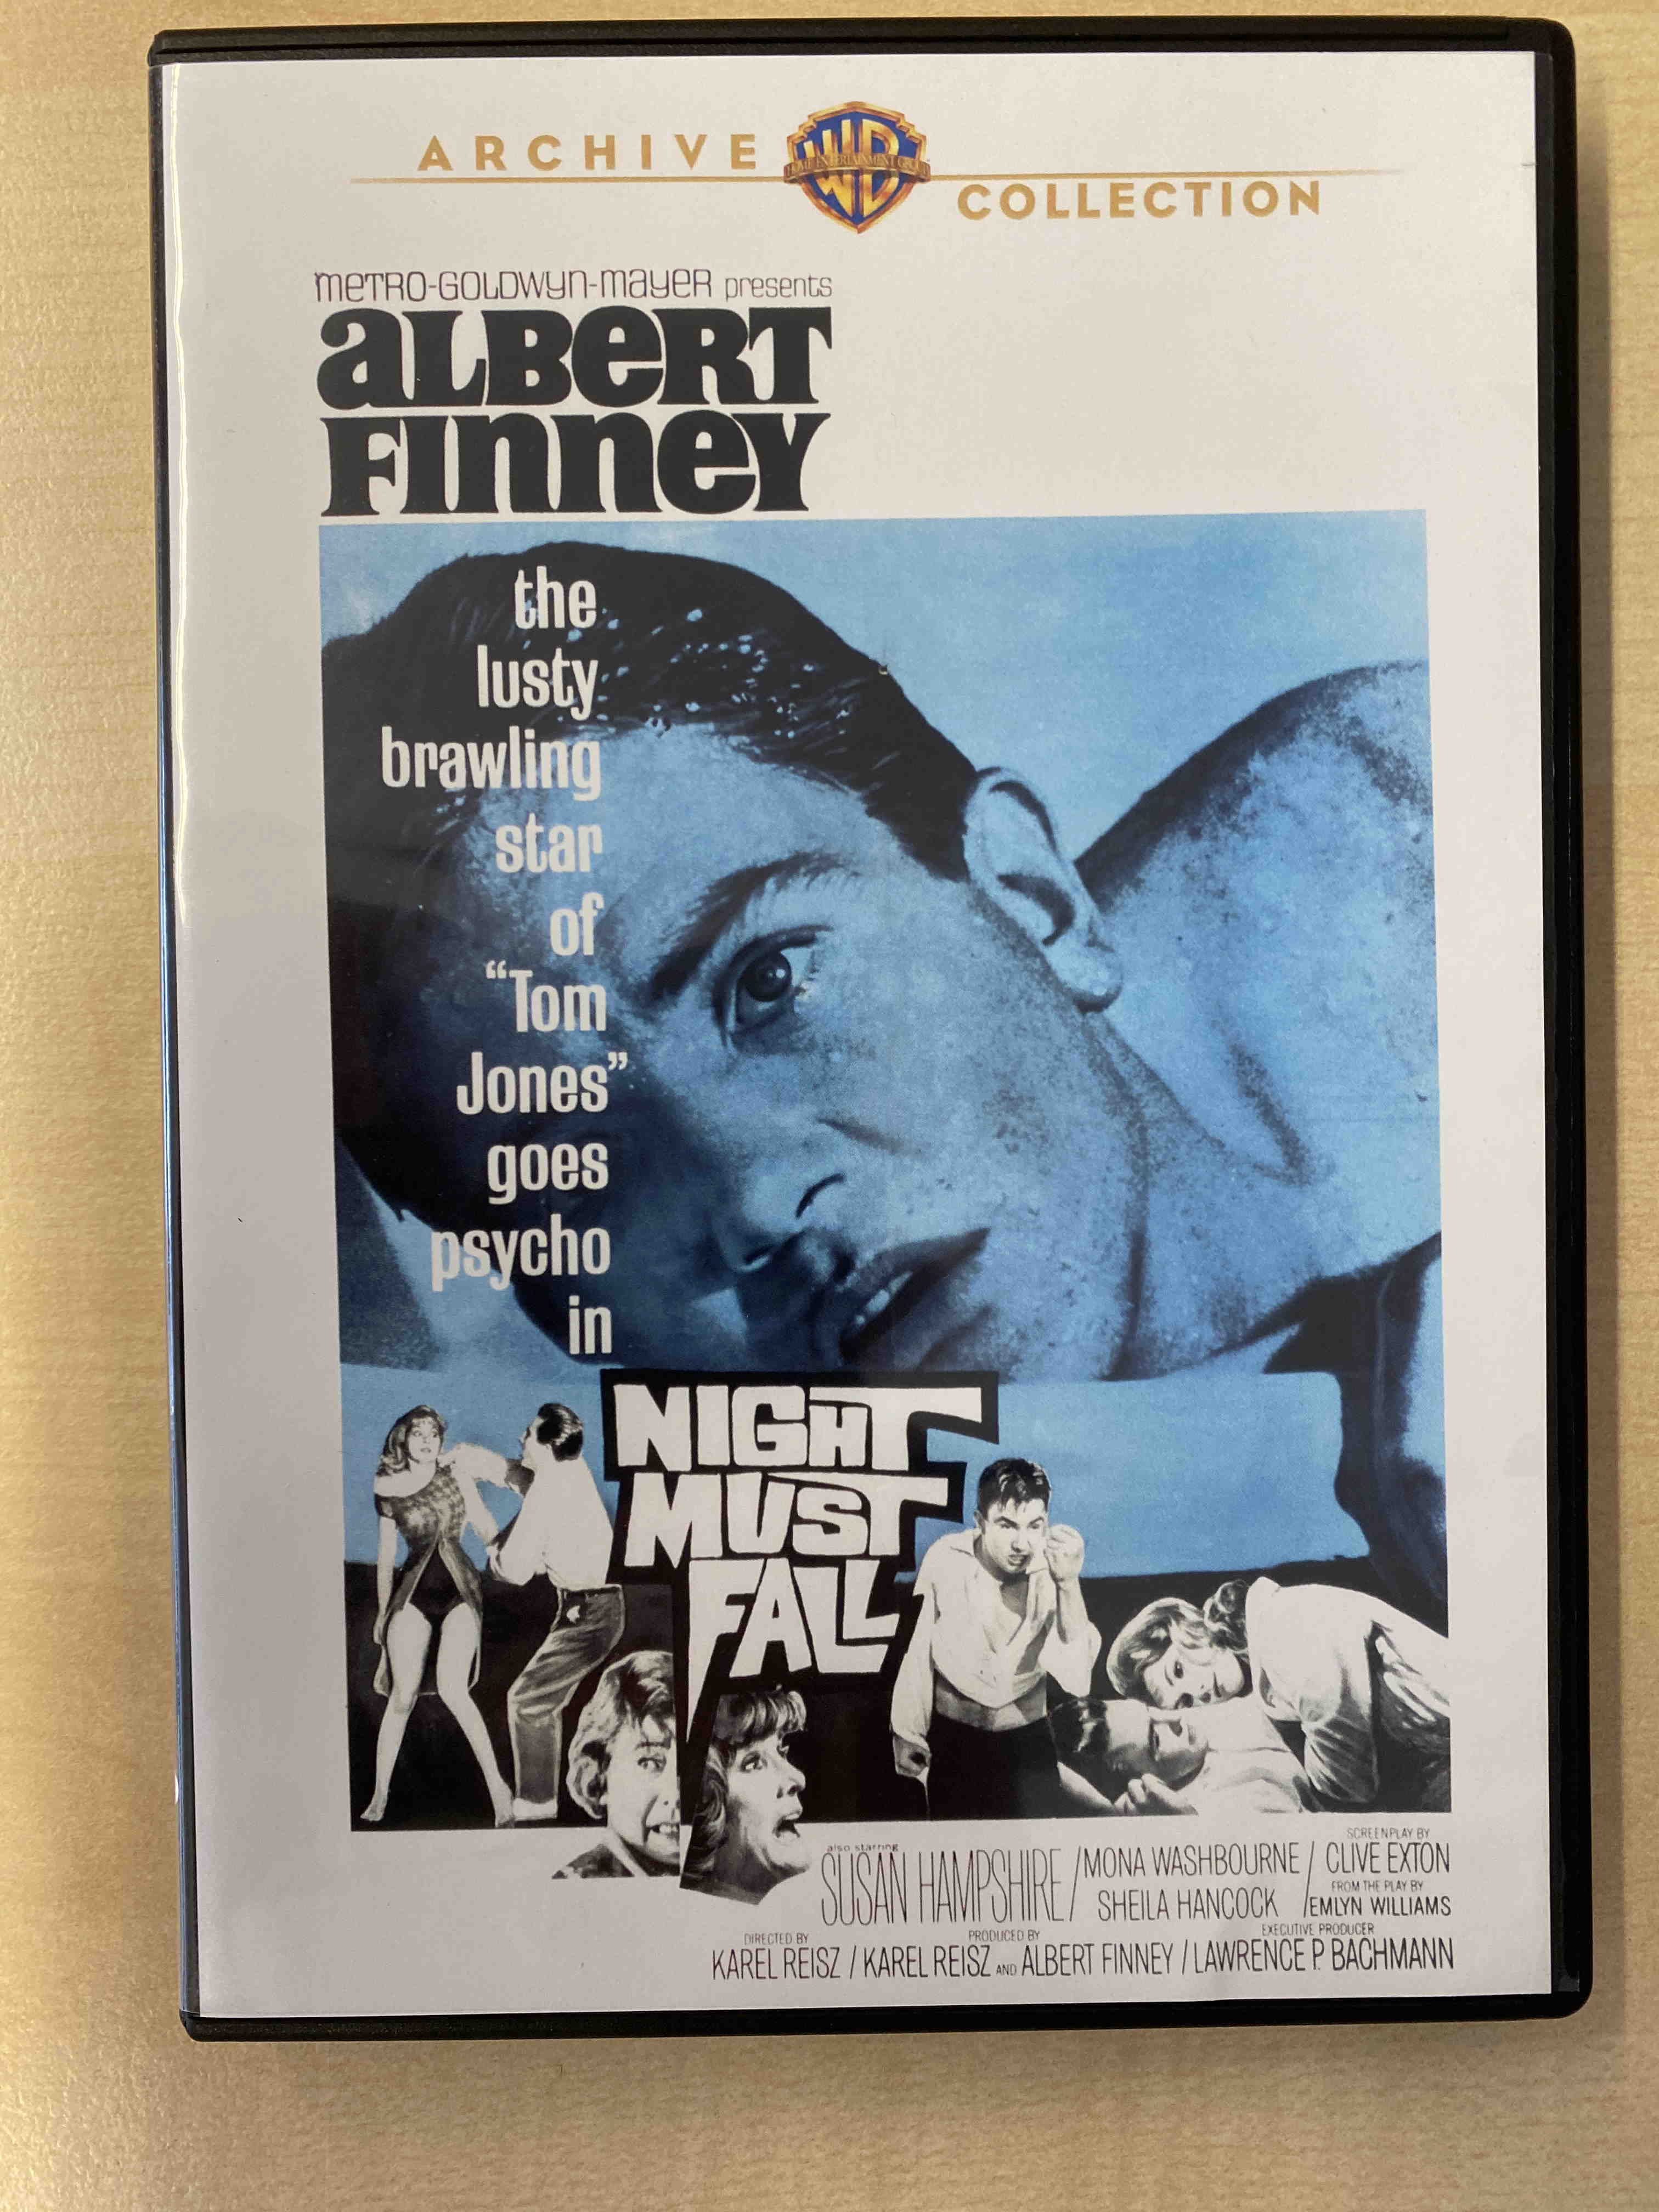 ARCHIVE
WB
COLLECTION
METRO-GOLDWYN-MAYER presents
ALBERT
FINNEY
the
lusty
brawling
star
of
“Tom
Jones”
goes
psycho
in
NIGHT
MUST
FALL
also starring
SUSAN HAMPSHIRE / MONA WASHBOURNE /
SHEILA HANCOCK /
SCREENPLAY BY
CLIVE EXTON
FROM THE PLAY BY
EMLYN WILLIAMS
DIRECTED BY
KAREL REISZ /
PRODUCED BY
KAREL REISZ AND ALBERT FINNEY /
EXECUTIVE PRODUCER
LAWRENCE P. BACHMANN